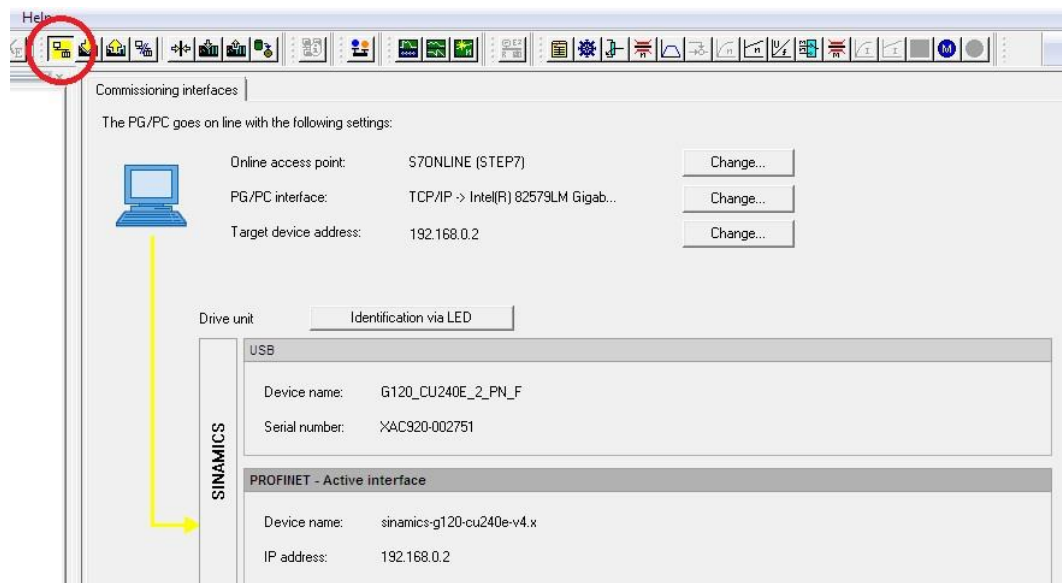 Help
Commissioning interfaces
The PG/PC goes on line with the following settings:
Online access point: S7ONLINE (STEP7) Change...
PG/PC interface: TCP/IP -> Intel(R) 82579LM Gigab... Change...
Target device address: 192.168.0.2 Change...
Drive unit Identification via LED
USB
Device name: G120_CU240E_2_PN_F
Serial number: XAC920-002751
SINAMICS
PROFINET - Active interface
Device name: sinamics-g120-cu240e-v4.x
IP address: 192.168.0.2